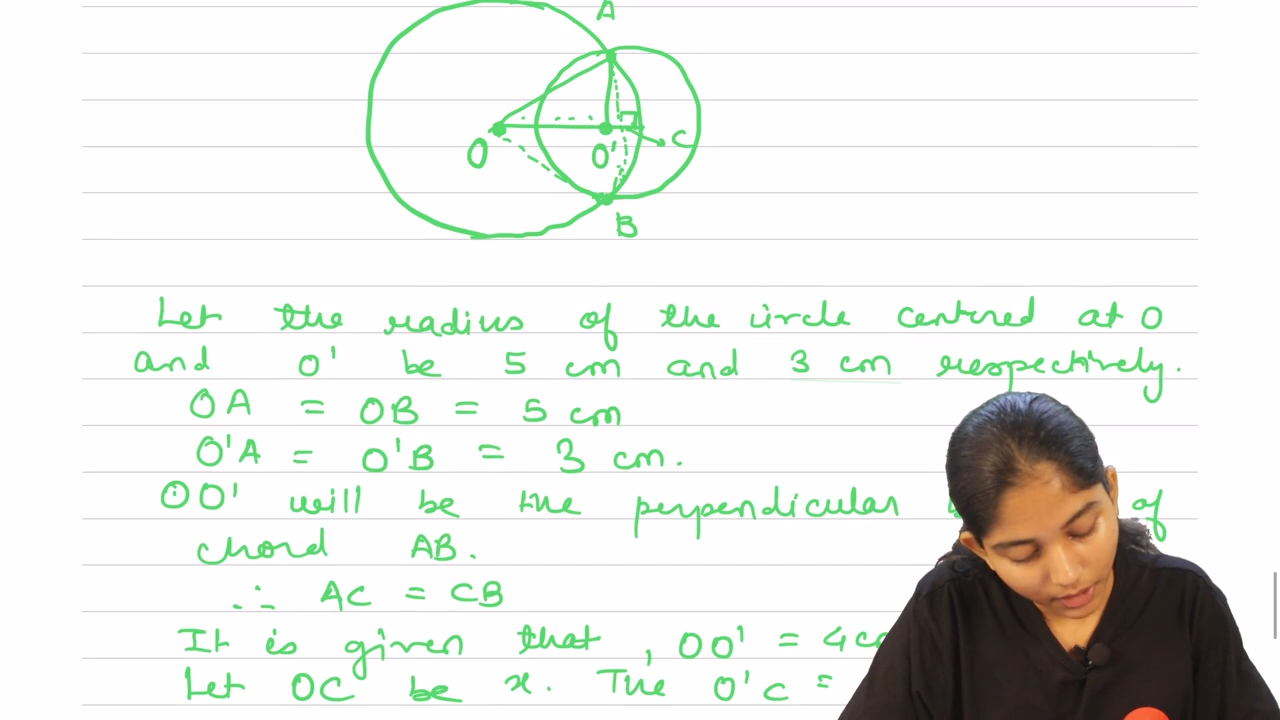 A
O
O'
C
B
Let the radius of the circle centered at O
and O' be 5 cm and 3 cm respectively.
OA = OB = 5 cm
O'A = O'B = 3 cm.
OO' will be the perpendicular of
chord AB.
∴ AC = CB
It is given that, OO' = 4c
Let OC be x. The O'C =